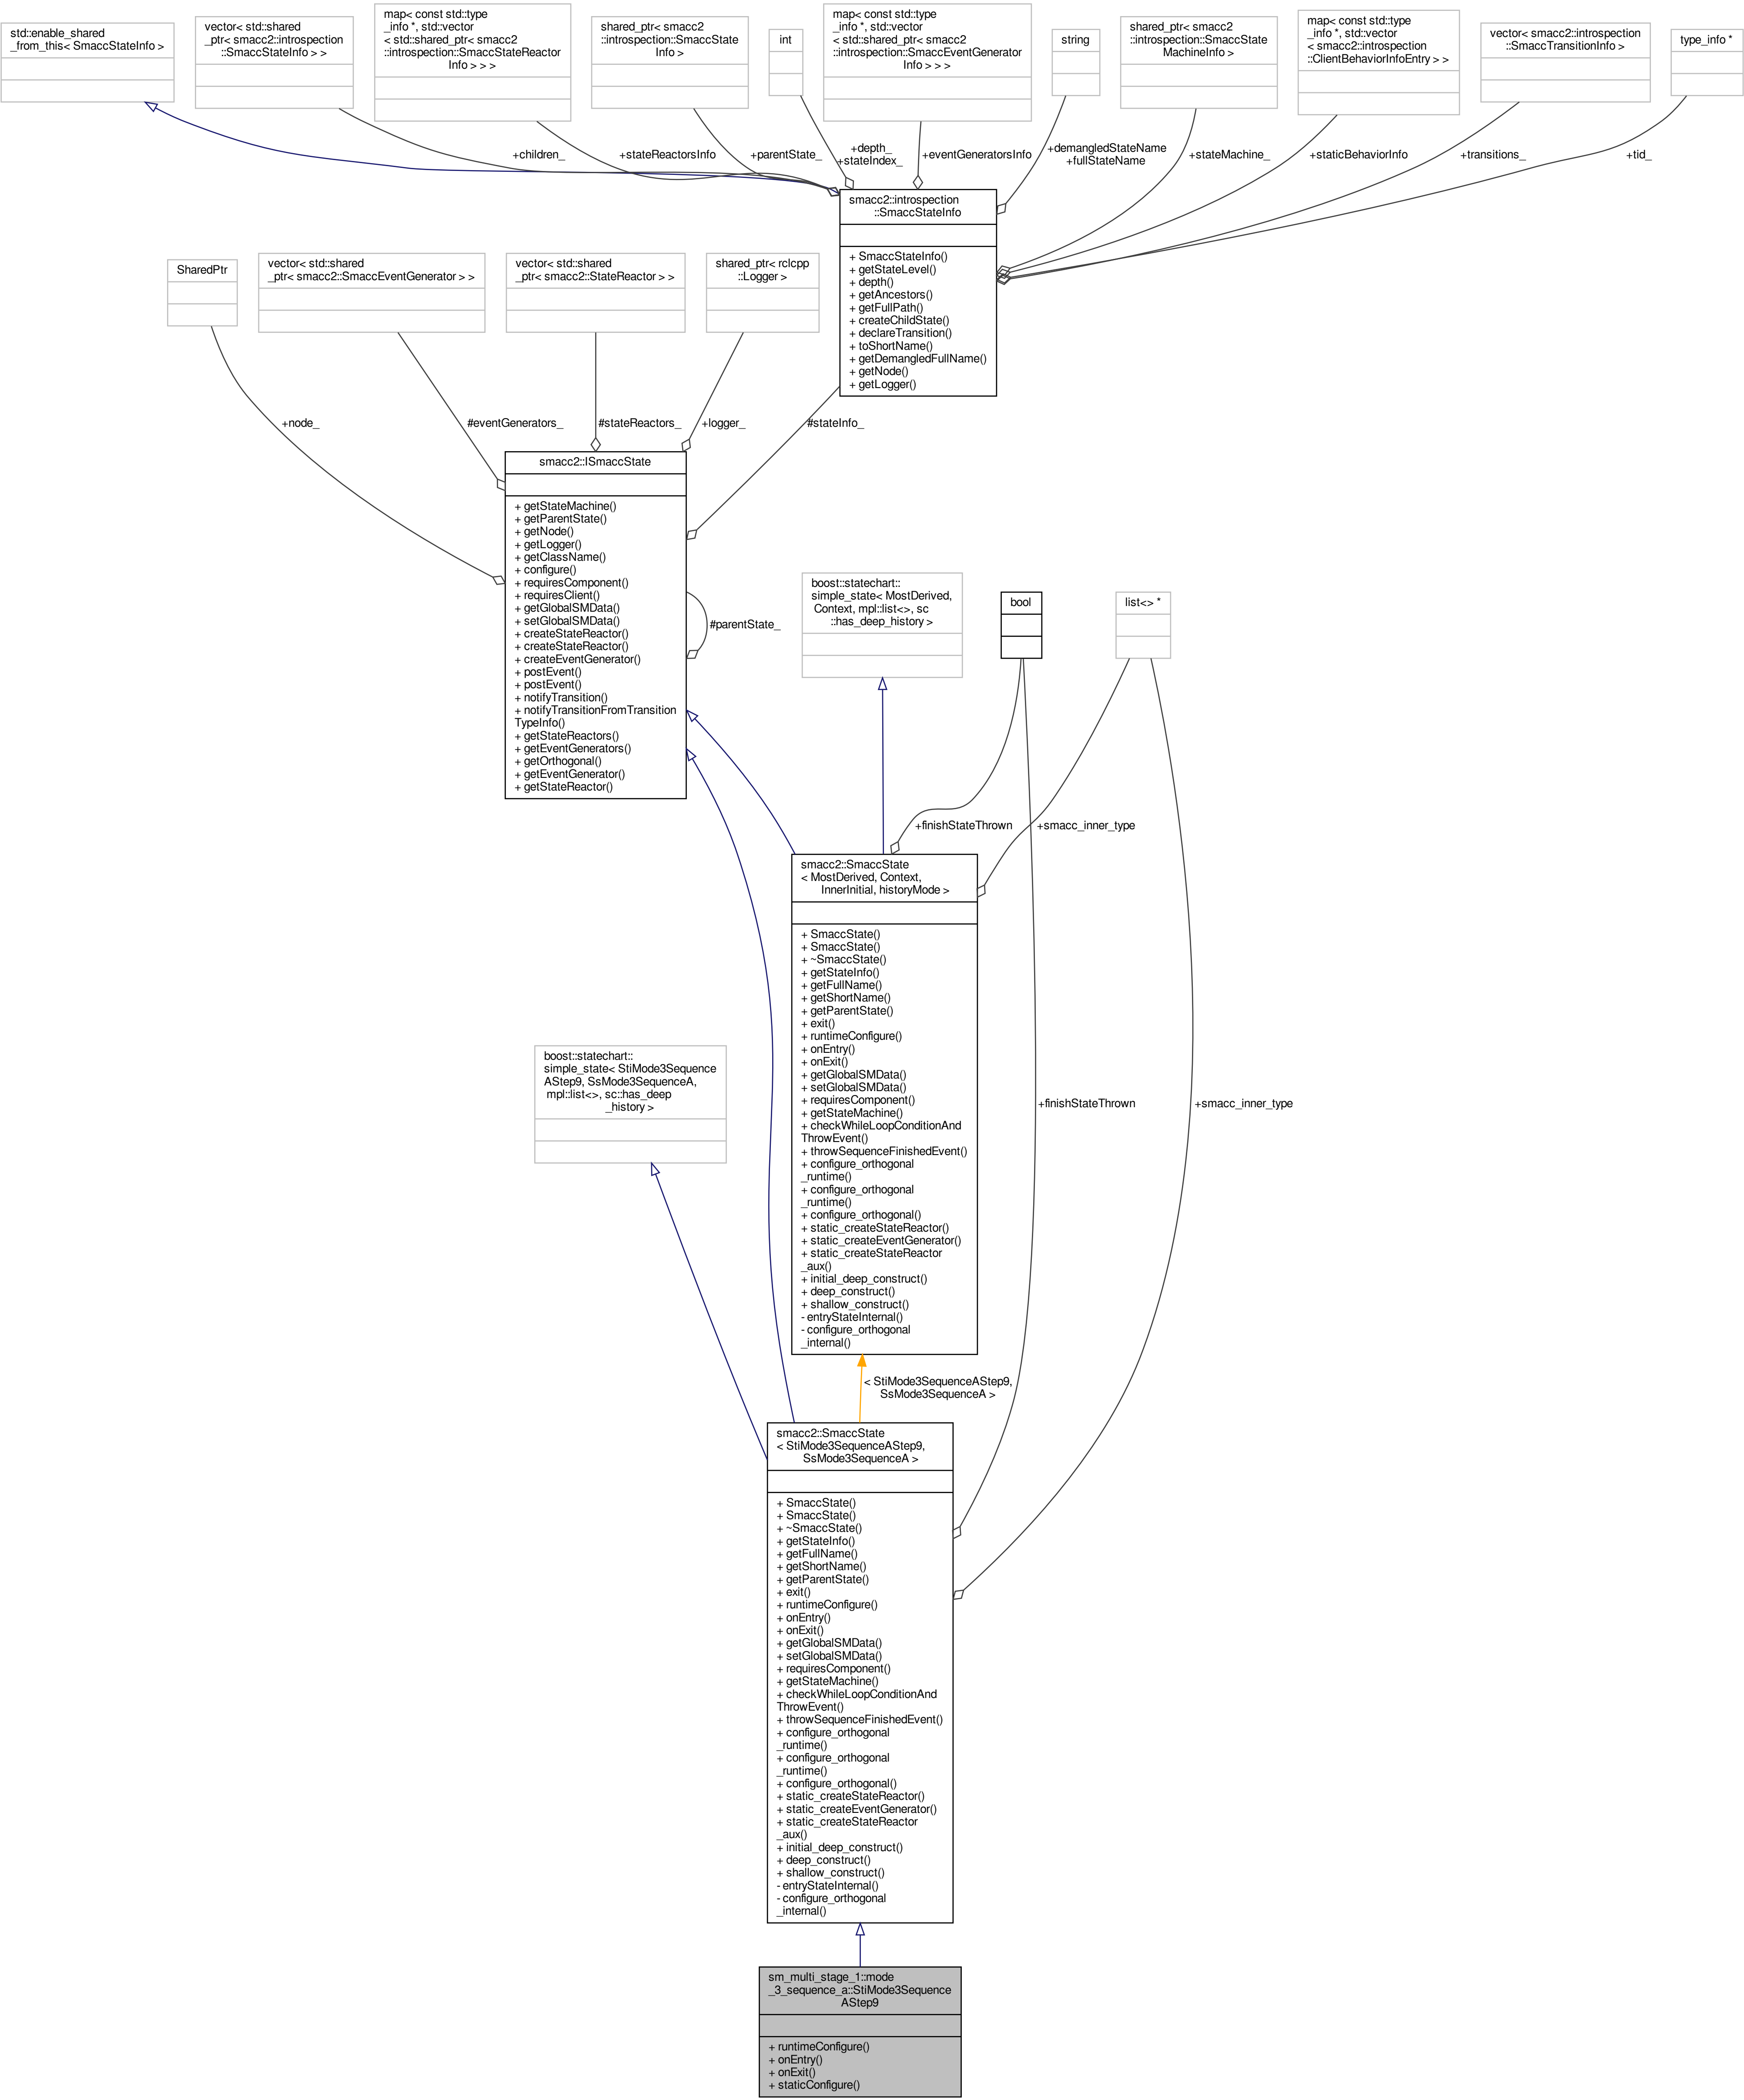 std::enable_shared
_from_this< SmaccStateInfo >
vector< std::shared
_ptr< smacc2::introspection
::SmaccStateInfo > >
map< const std::type
_info *, std::vector
< std::shared_ptr< smacc2
::introspection::SmaccStateReactor
Info > > >
shared_ptr< smacc2
::introspection::SmaccState
Info >
int
map< const std::type
_info *, std::vector
< std::shared_ptr< smacc2
::introspection::SmaccEventGenerator
Info > > >
string
shared_ptr< smacc2
::introspection::SmaccState
MachineInfo >
map< const std::type
_info *, std::vector
< smacc2::introspection
::ClientBehaviorInfoEntry > >
vector< smacc2::introspection
::SmaccTransitionInfo >
type_info *
+children_
+stateReactorsInfo
+parentState_
+depth_
+stateIndex_
+eventGeneratorsInfo
+demangledStateName
+fullStateName
+stateMachine_
+staticBehaviorInfo
+transitions_
+tid_
smacc2::introspection
::SmaccStateInfo
+ SmaccStateInfo()
+ getStateLevel()
+ depth()
+ getAncestors()
+ getFullPath()
+ createChildState()
+ declareTransition()
+ toShortName()
+ getDemangledFullName()
+ getNode()
+ getLogger()
SharedPtr
vector< std::shared
_ptr< smacc2::SmaccEventGenerator > >
vector< std::shared
_ptr< smacc2::StateReactor > >
shared_ptr< rclcpp
::Logger >
+node_
#eventGenerators_
#stateReactors_
+logger_
#stateInfo_
smacc2::ISmaccState
+ getStateMachine()
+ getParentState()
+ getNode()
+ getLogger()
+ getClassName()
+ configure()
+ requiresComponent()
+ requiresClient()
+ getGlobalSMData()
+ setGlobalSMData()
+ createStateReactor()
+ createStateReactor()
+ createEventGenerator()
+ postEvent()
+ postEvent()
+ notifyTransition()
+ notifyTransitionFromTransition
TypeInfo()
+ getStateReactors()
+ getEventGenerators()
+ getOrthogonal()
+ getEventGenerator()
+ getStateReactor()
#parentState_
boost::statechart::
simple_state< MostDerived,
Context, mpl::list<>, sc
::has_deep_history >
bool
list<> *
+finishStateThrown
+smacc_inner_type
smacc2::SmaccState
< MostDerived, Context,
InnerInitial, historyMode >
+ SmaccState()
+ SmaccState()
+ ~SmaccState()
+ getStateInfo()
+ getFullName()
+ getShortName()
+ getParentState()
+ exit()
+ runtimeConfigure()
+ onEntry()
+ onExit()
+ getGlobalSMData()
+ setGlobalSMData()
+ requiresComponent()
+ getStateMachine()
+ checkWhileLoopConditionAnd
ThrowEvent()
+ throwSequenceFinishedEvent()
+ configure_orthogonal
_runtime()
+ configure_orthogonal
_runtime()
+ configure_orthogonal()
+ static_createStateReactor()
+ static_createEventGenerator()
+ static_createStateReactor
_aux()
+ initial_deep_construct()
+ deep_construct()
+ shallow_construct()
- entryStateInternal()
- configure_orthogonal
_internal()
boost::statechart::
simple_state< StiMode3Sequence
AStep9, SsMode3SequenceA,
mpl::list<>, sc::has_deep
_history >
+finishStateThrown
+smacc_inner_type
< StiMode3SequenceAStep9,
SsMode3SequenceA >
smacc2::SmaccState
< StiMode3SequenceAStep9,
SsMode3SequenceA >
+ SmaccState()
+ SmaccState()
+ ~SmaccState()
+ getStateInfo()
+ getFullName()
+ getShortName()
+ getParentState()
+ exit()
+ runtimeConfigure()
+ onEntry()
+ onExit()
+ getGlobalSMData()
+ setGlobalSMData()
+ requiresComponent()
+ getStateMachine()
+ checkWhileLoopConditionAnd
ThrowEvent()
+ throwSequenceFinishedEvent()
+ configure_orthogonal
_runtime()
+ configure_orthogonal
_runtime()
+ configure_orthogonal()
+ static_createStateReactor()
+ static_createEventGenerator()
+ static_createStateReactor
_aux()
+ initial_deep_construct()
+ deep_construct()
+ shallow_construct()
- entryStateInternal()
- configure_orthogonal
_internal()
sm_multi_stage_1::mode
_3_sequence_a::StiMode3Sequence
AStep9
+ runtimeConfigure()
+ onEntry()
+ onExit()
+ staticConfigure()